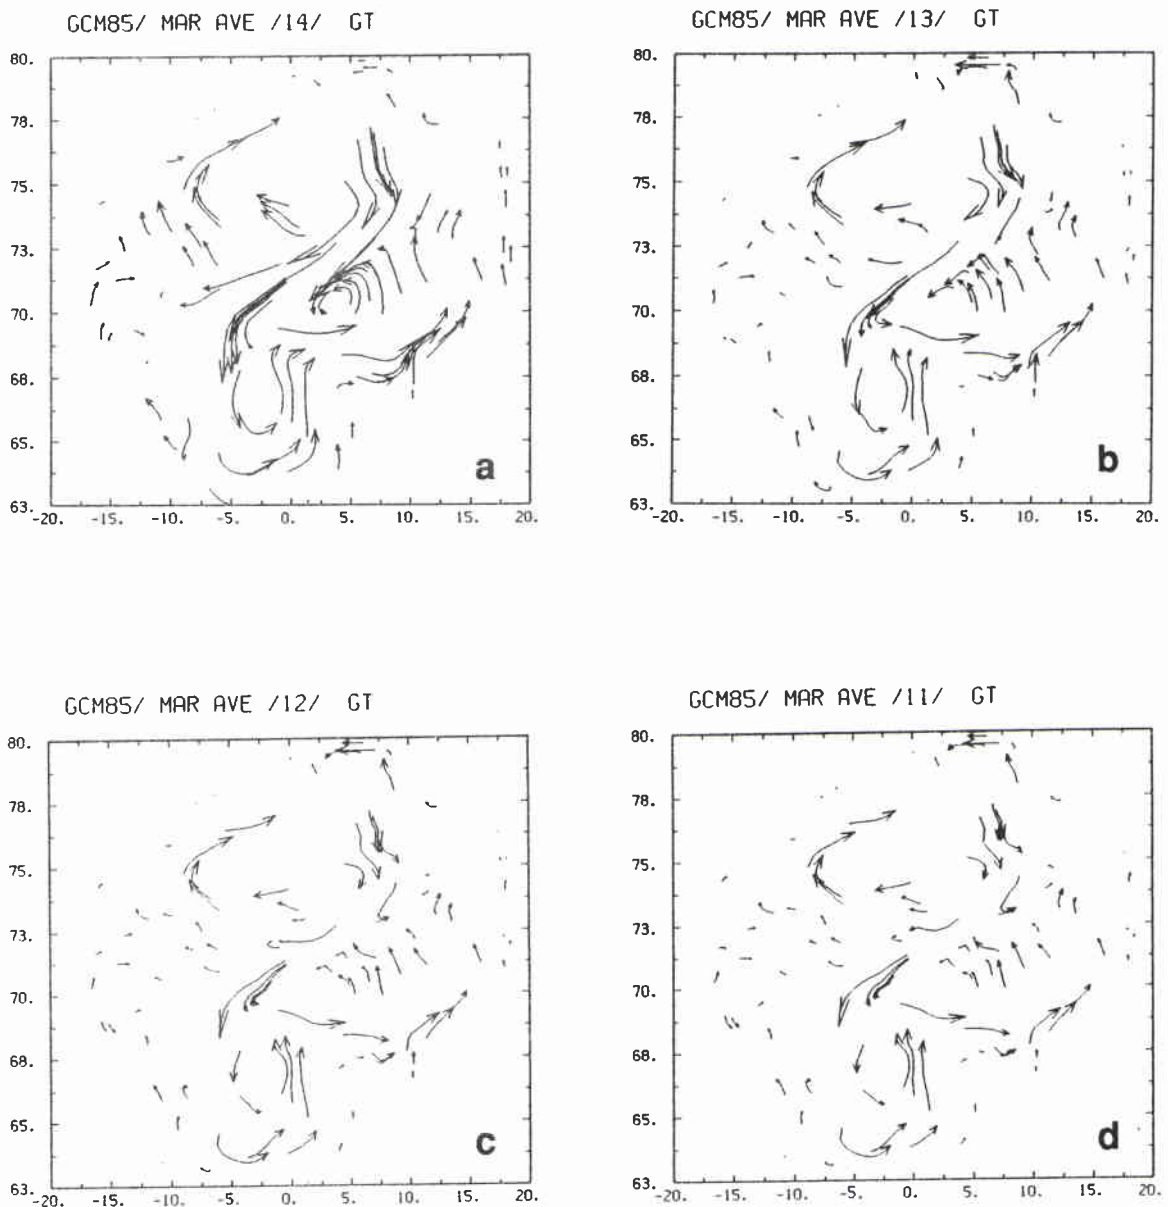 GCM85/ MAR AVE /14/ GT
80.
78.
75.
73.
70.
68.
65.
63.
-20. -15. -10. -5. 0. 5. 10. 15. 20.
a
GCM85/ MAR AVE /13/ GT
80.
78.
75.
73.
70.
68.
65.
63.
-20. -15. -10. -5. 0. 5. 10. 15. 20.
b
GCM85/ MAR AVE /12/ GT
80.
78.
75.
73.
70.
68.
65.
63.
-20. -15. -10. -5. 0. 5. 10. 15. 20.
c
GCM85/ MAR AVE /11/ GT
80.
78.
75.
73.
70.
68.
65.
63.
-20. -15. -10. -5. 0. 5. 10. 15. 20.
d